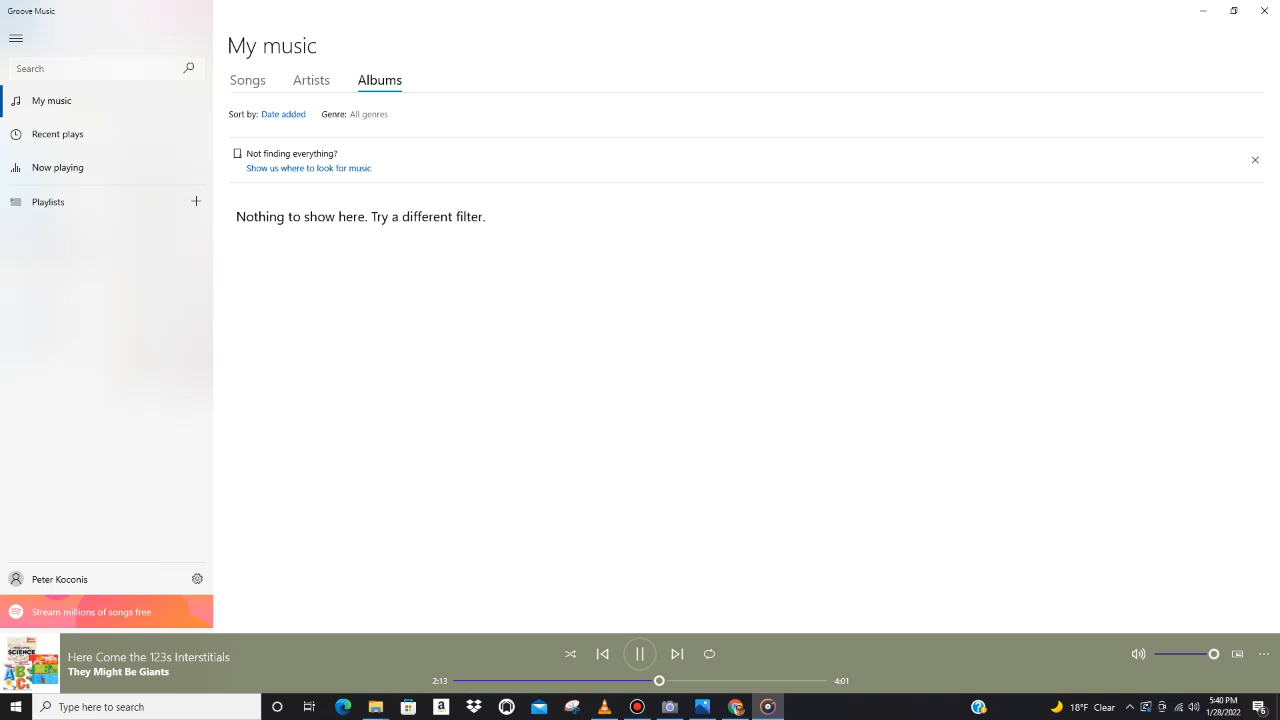 Groove Music
Search
My music
Recent plays
Now playing
Playlists
Peter Koconis
Stream millions of songs free
My music
Songs Artists Albums
Sort by: Date added Genre: All genres
Not finding everything?
Show us where to look for music
Nothing to show here. Try a different filter.
SCIENCE
ABC
Here Come the 123s Interstitials
They Might Be Giants
2:13
4:01
Type here to search
a
18°F Clear
5:40 PM
1/28/2022
6